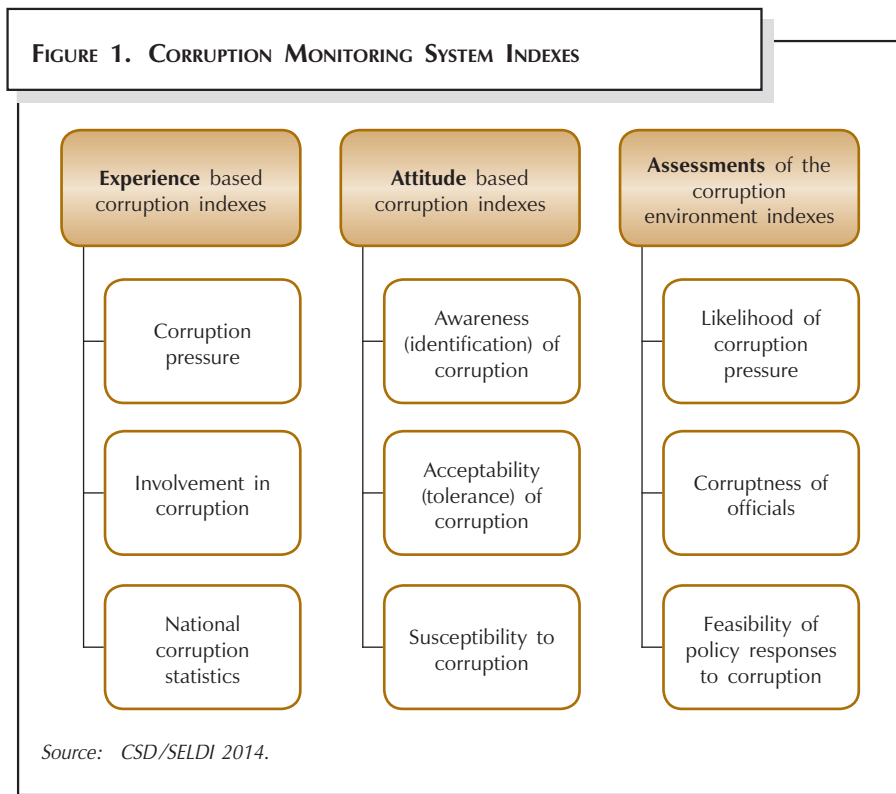 FIGURE 1. CORRUPTION MONITORING SYSTEM INDEXES
Experience based
corruption indexes
Corruption
pressure
Involvement in
corruption
National
corruption
statistics
Attitude based
corruption indexes
Awareness
(identification) of
corruption
Acceptability
(tolerance) of
corruption
Susceptibility to
corruption
Assessments of the
corruption
environment indexes
Likelihood of
corruption
pressure
Corruptness of
officials
Feasibility of
policy responses
to corruption
Source: CSD/SELDI 2014.